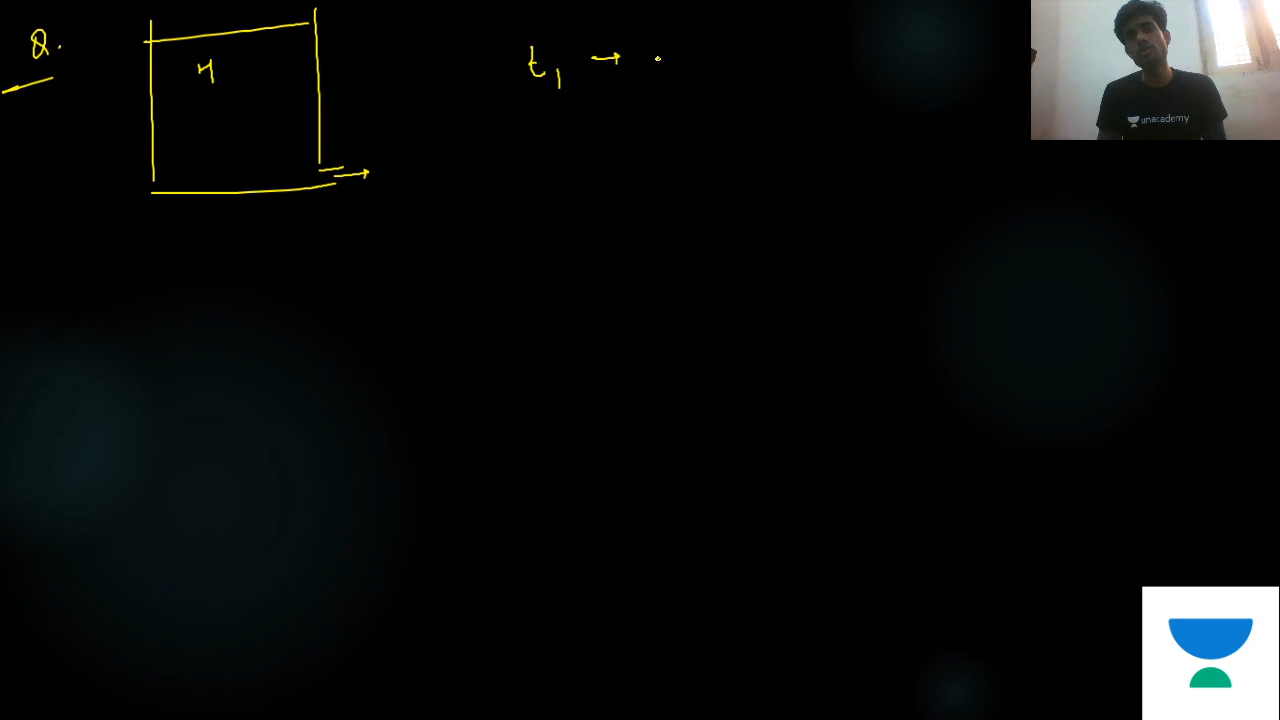 Q.
H
t₁ →
unacademy